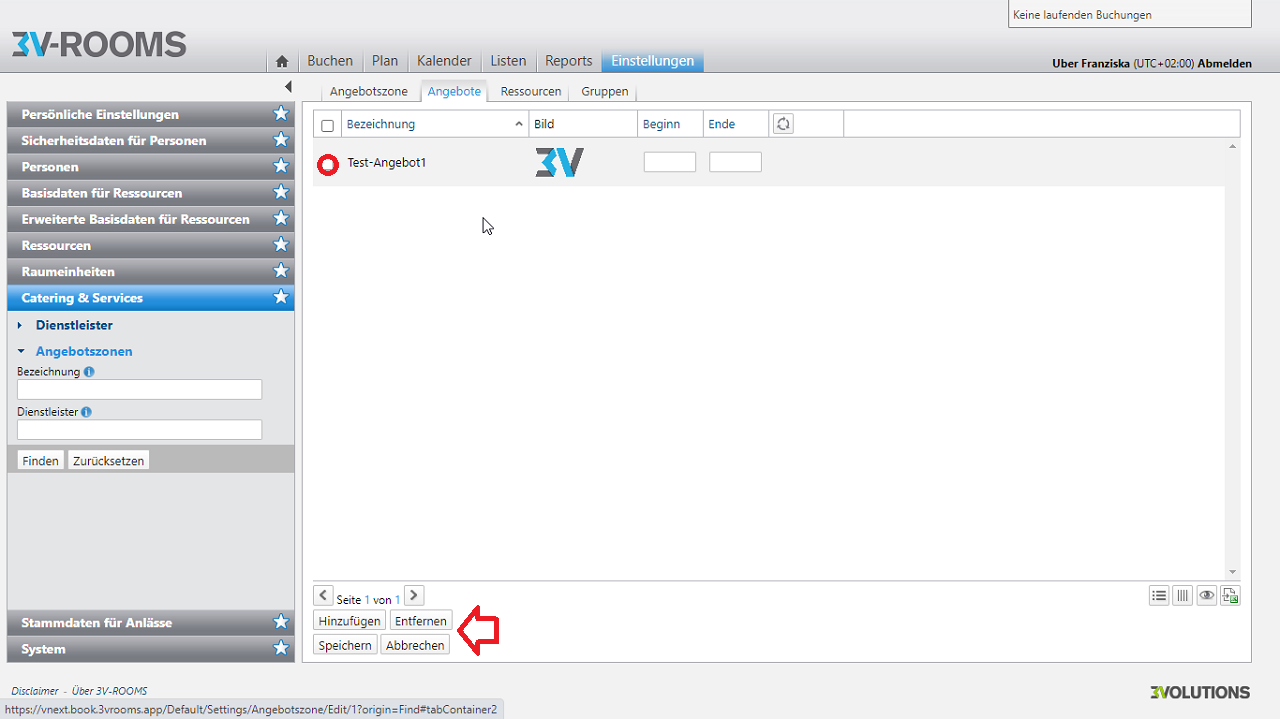 Keine laufenden Buchungen
3V-ROOMS
Buchen Plan Kalender Listen Reports Einstellungen
Uber Franziska (UTC+02:00) Abmelden
Angebotszone Angebote Ressourcen Gruppen
Persönliche Einstellungen
Sicherheitsdaten für Personen
Personen
Basisdaten für Ressourcen
Erweiterte Basisdaten für Ressourcen
Ressourcen
Raumeinheiten
Catering & Services
Dienstleister
Angebotszonen
Bezeichnung
Dienstleister
Finden Zurücksetzen
Stammdaten für Anlässe
System
Bezeichnung Bild Beginn Ende
Test-Angebot1 3V
Seite 1 von 1
Hinzufügen Entfernen
Speichern Abbrechen
Disclaimer - Über 3V-ROOMS
3VOLUTIONS
https://vnext.book.3vrooms.app/Default/Settings/Angebotszone/Edit/1?origin=Find#tabContainer2